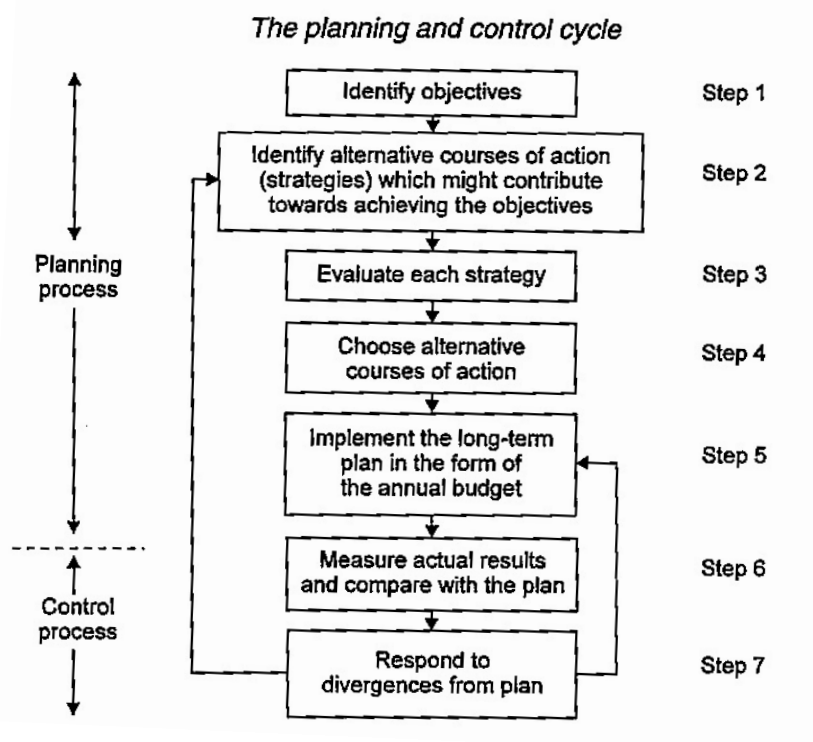 The planning and control cycle
Identify objectives
Step 1
Identify alternative courses of action
(strategies) which might contribute
towards achieving the objectives
Step 2
Planning
process
Evaluate each strategy
Step 3
Choose alternative
courses of action
Step 4
Implement the long-term
plan in the form of
the annual budget
Step 5
Measure actual results
and compare with the plan
Step 6
Control
process
Respond to
divergences from plan
Step 7